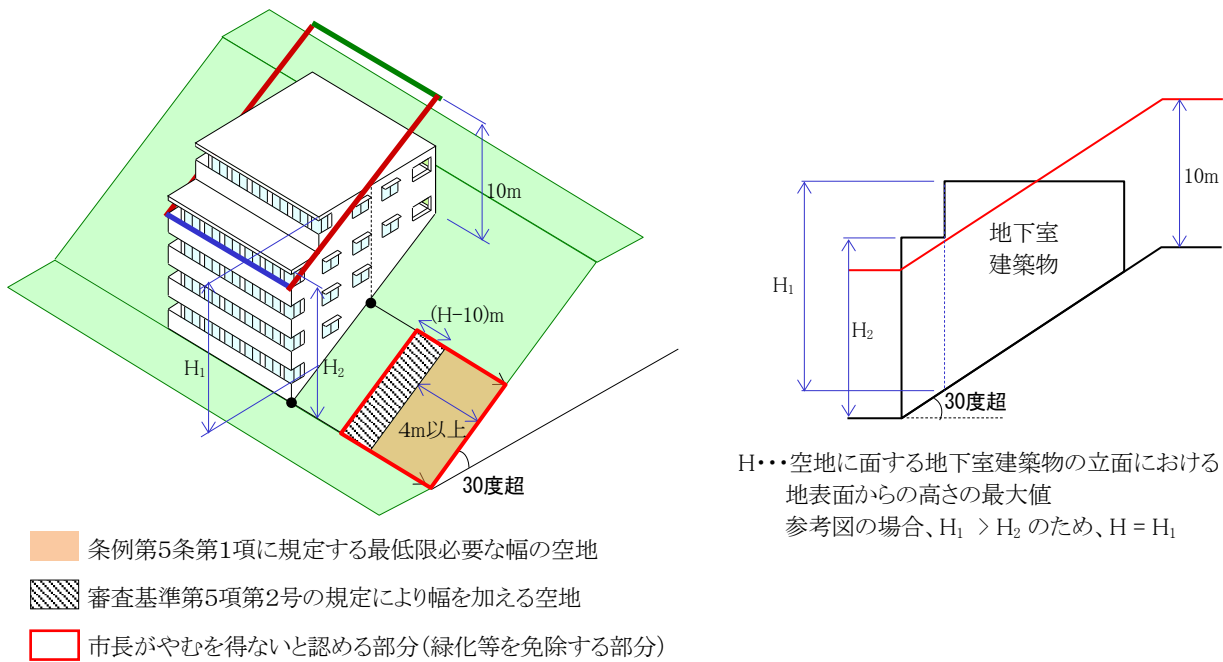 10m
(H-10)m
H₁
H₂
4m以上
30度超
10m
地下室
建築物
H₁
H₂
30度超
H・・・空地に面する地下室建築物の立面における
地表面からの高さの最大値
参考図の場合、H₁ > H₂ のため、H = H₁
条例第5条第1項に規定する最低限必要な幅の空地
審査基準第5項第2号の規定により幅を加える空地
市長がやむを得ないと認める部分(緑化等を免除する部分)